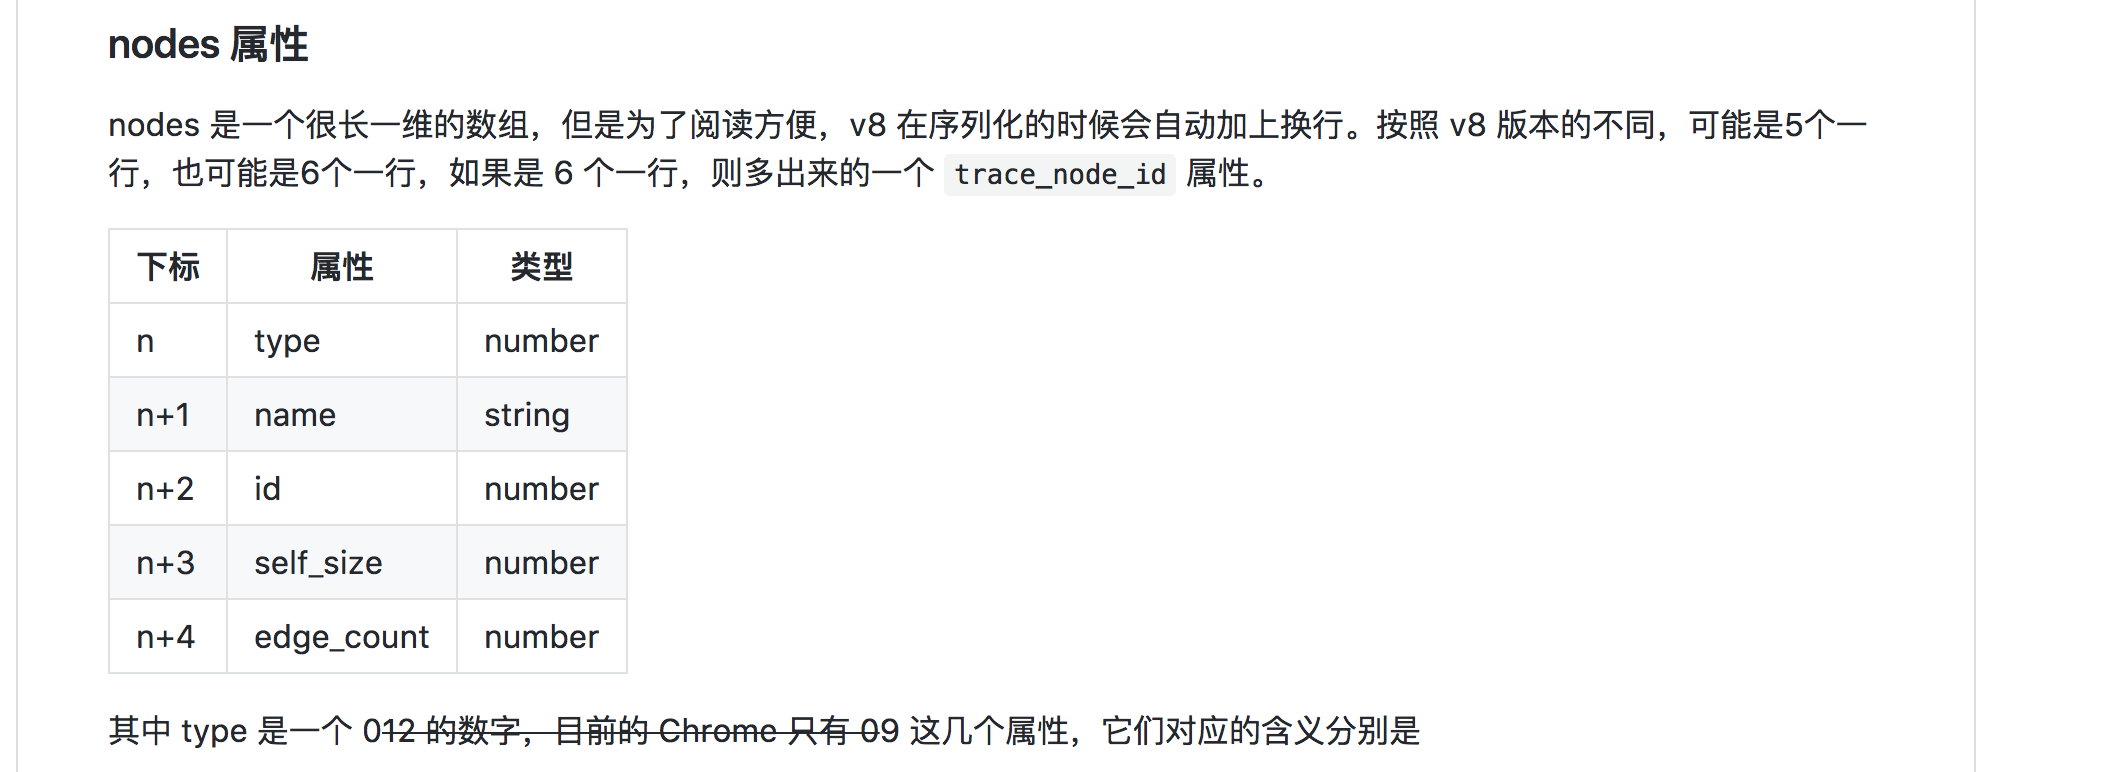 nodes 属性
nodes 是一个很长一维的数组，但是为了阅读方便，v8 在序列化的时候会自动加上换行。按照 v8 版本的不同，可能是5个一
行，也可能是6个一行，如果是 6 个一行，则多出来的一个 trace_node_id 属性。
下标 属性 类型
n type number
n+1 name string
n+2 id number
n+3 self_size number
n+4 edge_count number
其中 type 是一个 012 的数字，目前的 Chrome 只有 09 这几个属性，它们对应的含义分别是